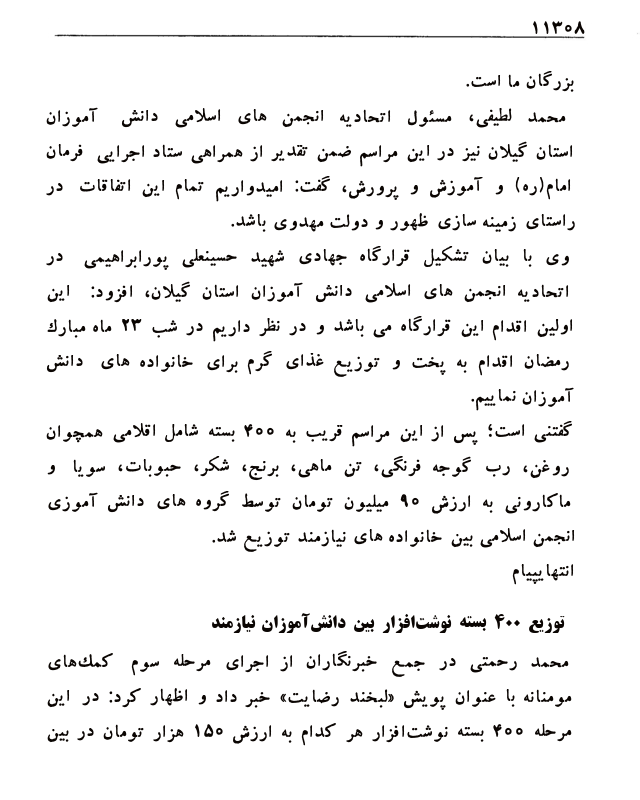 ۱۱۳۰۸
بزرگان ما است.
محمد لطیفی، مسئول اتحادیه انجمن های اسلامی دانش آموزان
استان گیلان نیز در این مراسم ضمن تقدیر از همراهی ستاد اجرایی فرمان
امام(ره) و آموزش و پرورش، گفت: امیدواریم تمام این اتفاقات در
راستای زمینه سازی ظهور و دولت مهدوی باشد.
وی با بیان تشکیل قرارگاه جهادی شهید حسینعلی پورابراهیمی در
اتحادیه انجمن های اسلامی دانش آموزان استان گیلان، افزود: این
اولین اقدام این قرارگاه می باشد و در نظر داریم در شب ۲۳ ماه مبارك
رمضان اقدام به پخت و توزیع غذای گرم برای خانواده های دانش
آموزان نماییم.
گفتنی است؛ پس از این مراسم قریب به ۴۰۰ بسته شامل اقلامی همچوان
روغن، رب گوجه فرنگی، تن ماهی، برنج، شکر، حبوبات، سویا و
ماکارونی به ارزش ۹۰ میلیون تومان توسط گروه های دانش آموزی
انجمن اسلامی بین خانواده های نیازمند توزیع شد.
انتهایپیام
توزیع ۴۰۰ بسته نوشت‌افزار بین دانش‌آموزان نیازمند
محمد رحمتی در جمع خبرنگاران از اجرای مرحله سوم کمك‌های
مومنانه با عنوان پویش «لبخند رضایت» خبر داد و اظهار کرد: در این
مرحله ۴۰۰ بسته نوشت‌افزار هر کدام به ارزش ۱۵۰ هزار تومان در بین